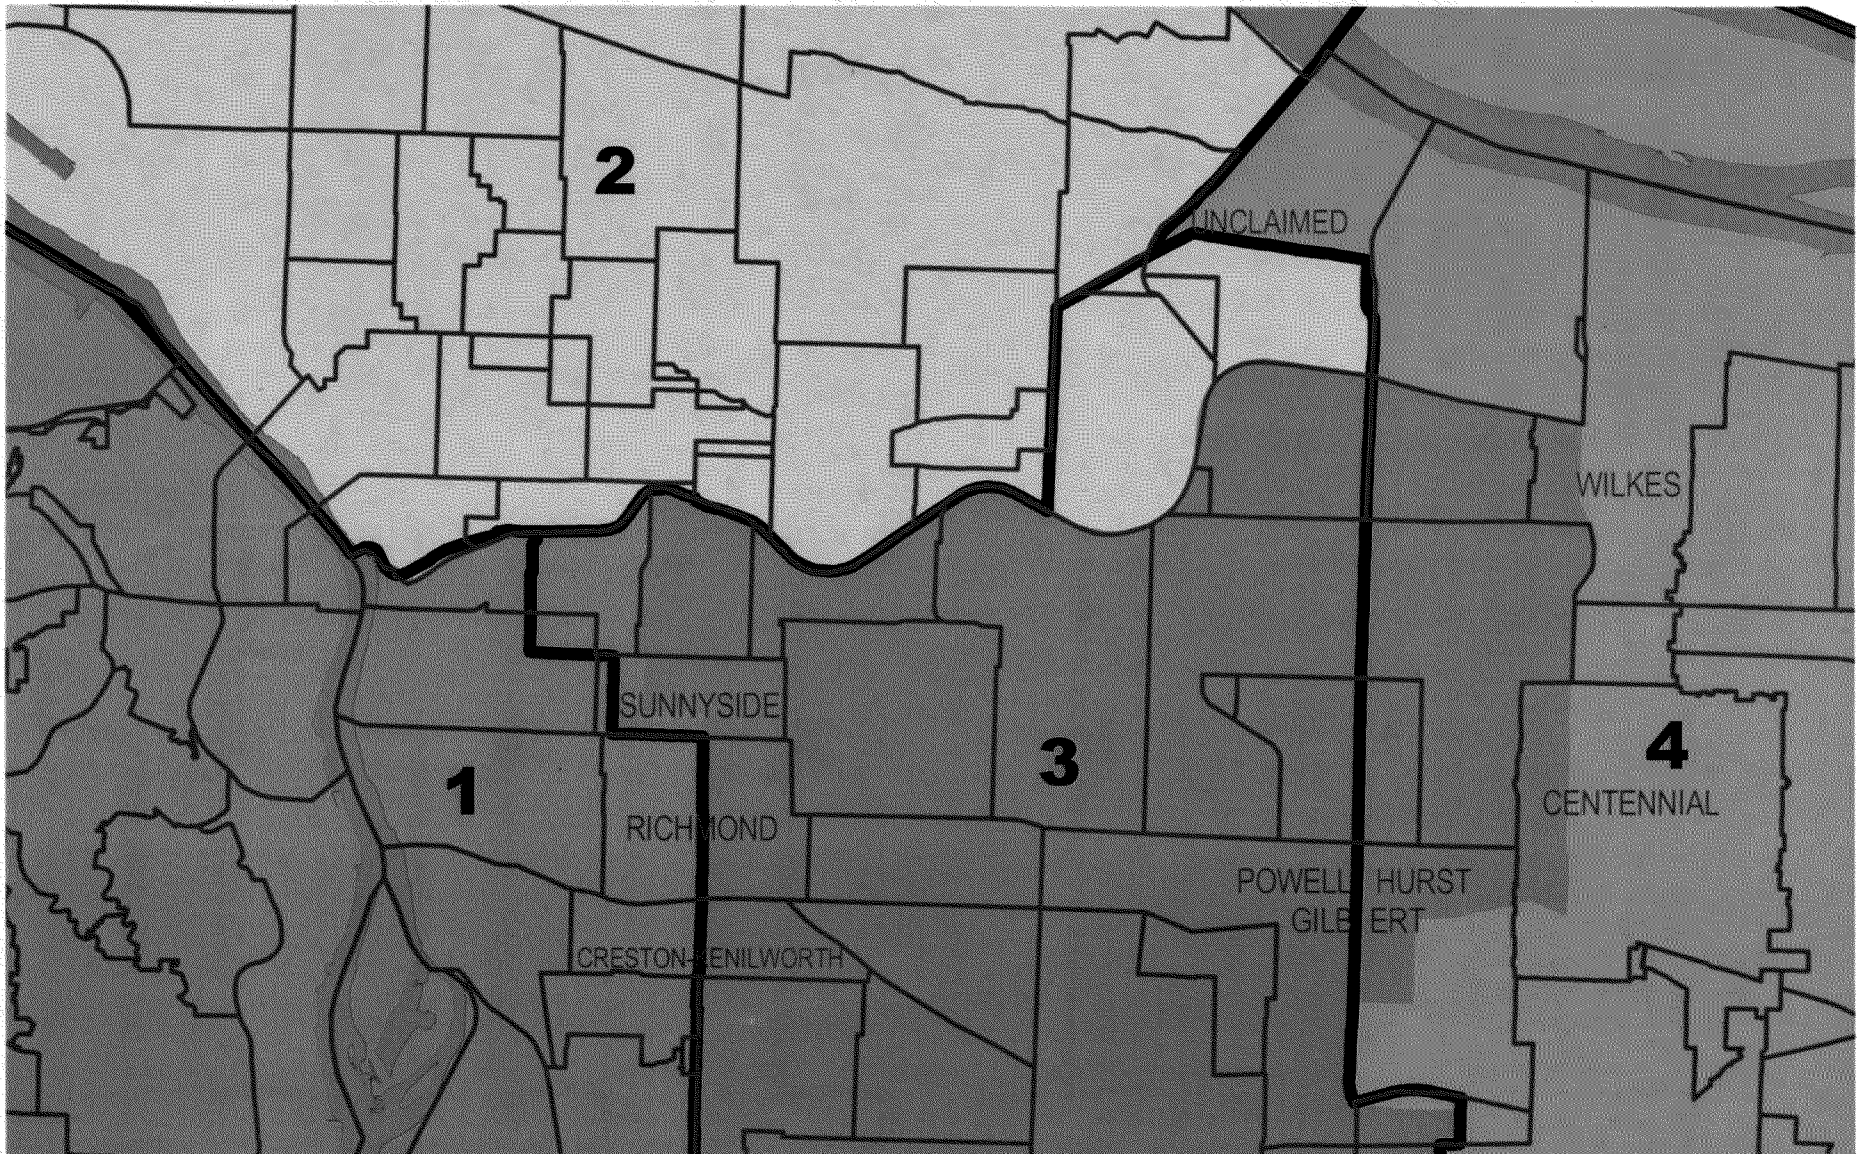 2
UNCLAIMED
WILKES
SUNNYSIDE
3
4
1
CENTENNIAL
RICHMOND
POWELL HURST
GILBERT
CRESTON-KENILWORTH